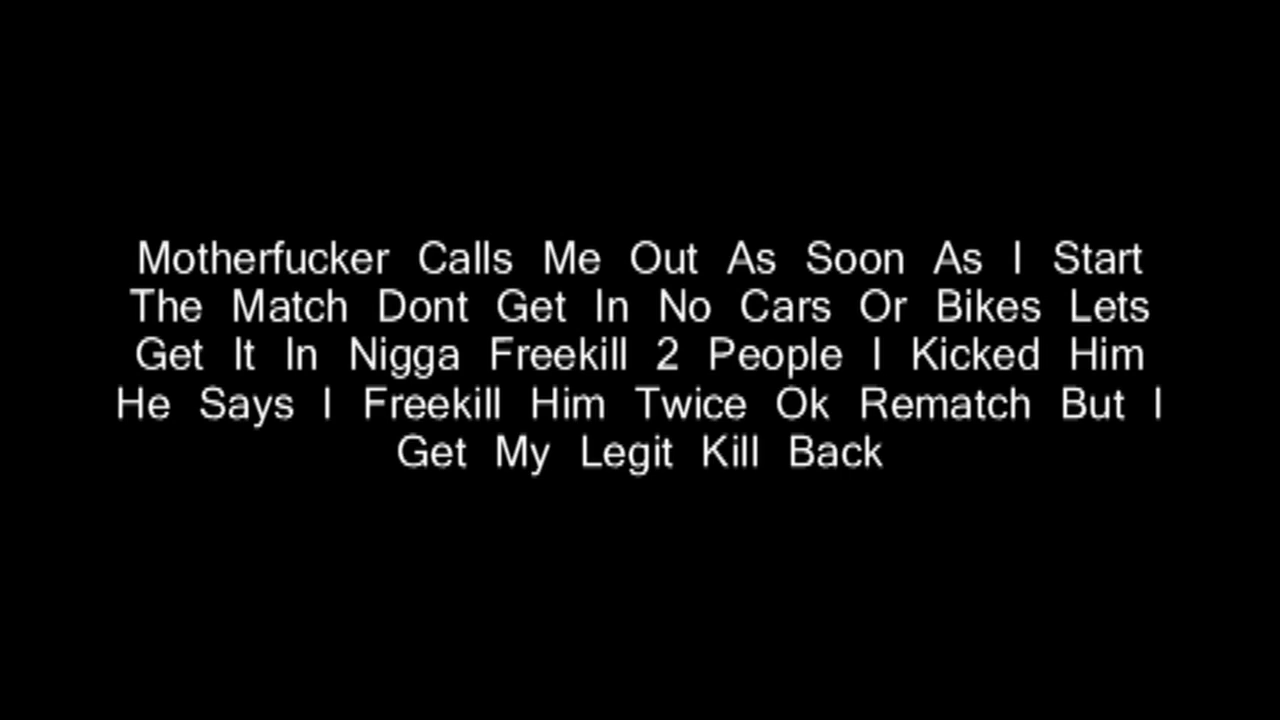 Motherfucker Calls Me Out As Soon As I Start
The Match Dont Get In No Cars Or Bikes Lets
Get It In Nigga Freekill 2 People I Kicked Him
He Says I Freekill Him Twice Ok Rematch But I
Get My Legit Kill Back